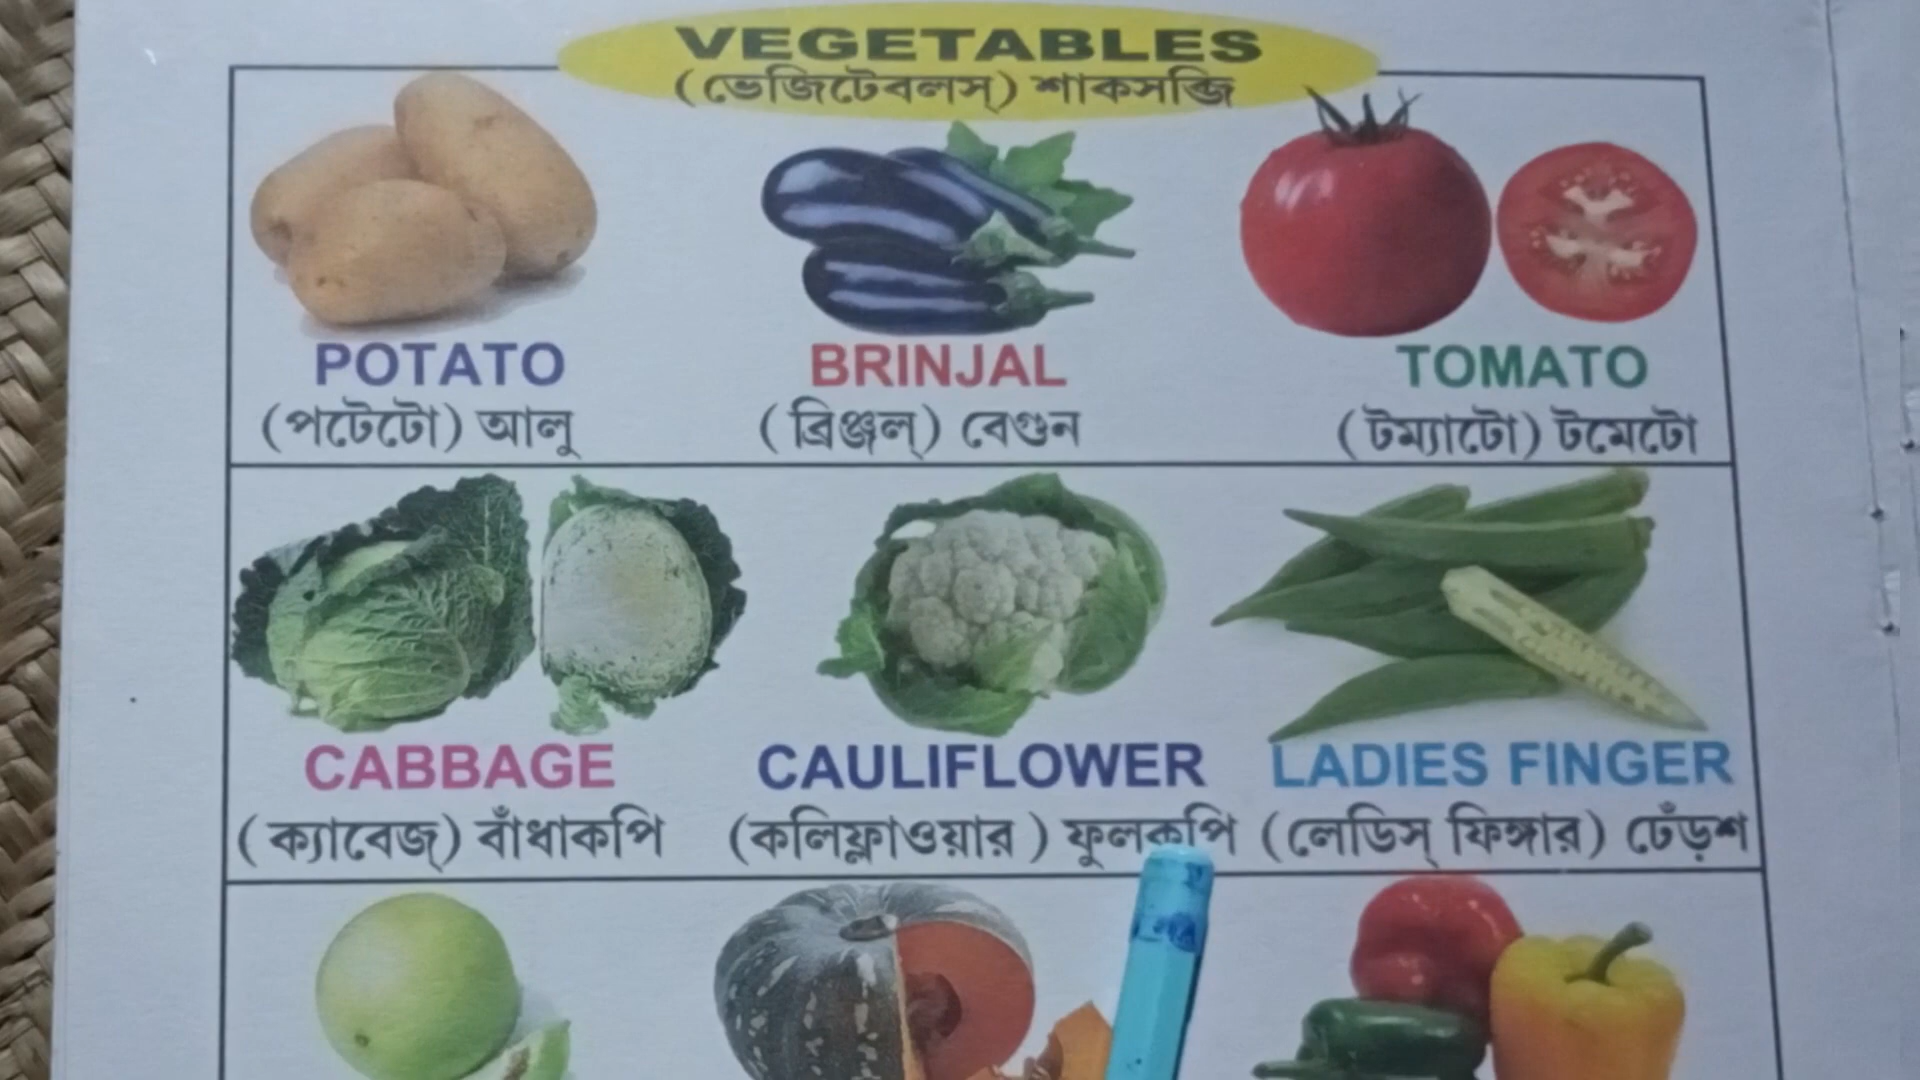 VEGETABLES
(ভেজিটেবলস্) শাকসব্জি
POTATO
(পটেটো) আলু
BRINJAL
(ব্রিঞ্জল্) বেগুন
TOMATO
(টম্যাটো) টমেটো
CABBAGE
(ক্যাবেজ্) বাঁধাকপি
CAULIFLOWER
(কলিফ্লাওয়ার) ফুলকপি
LADIES FINGER
(লেডিস্ ফিঙ্গার) ঢেঁড়শ